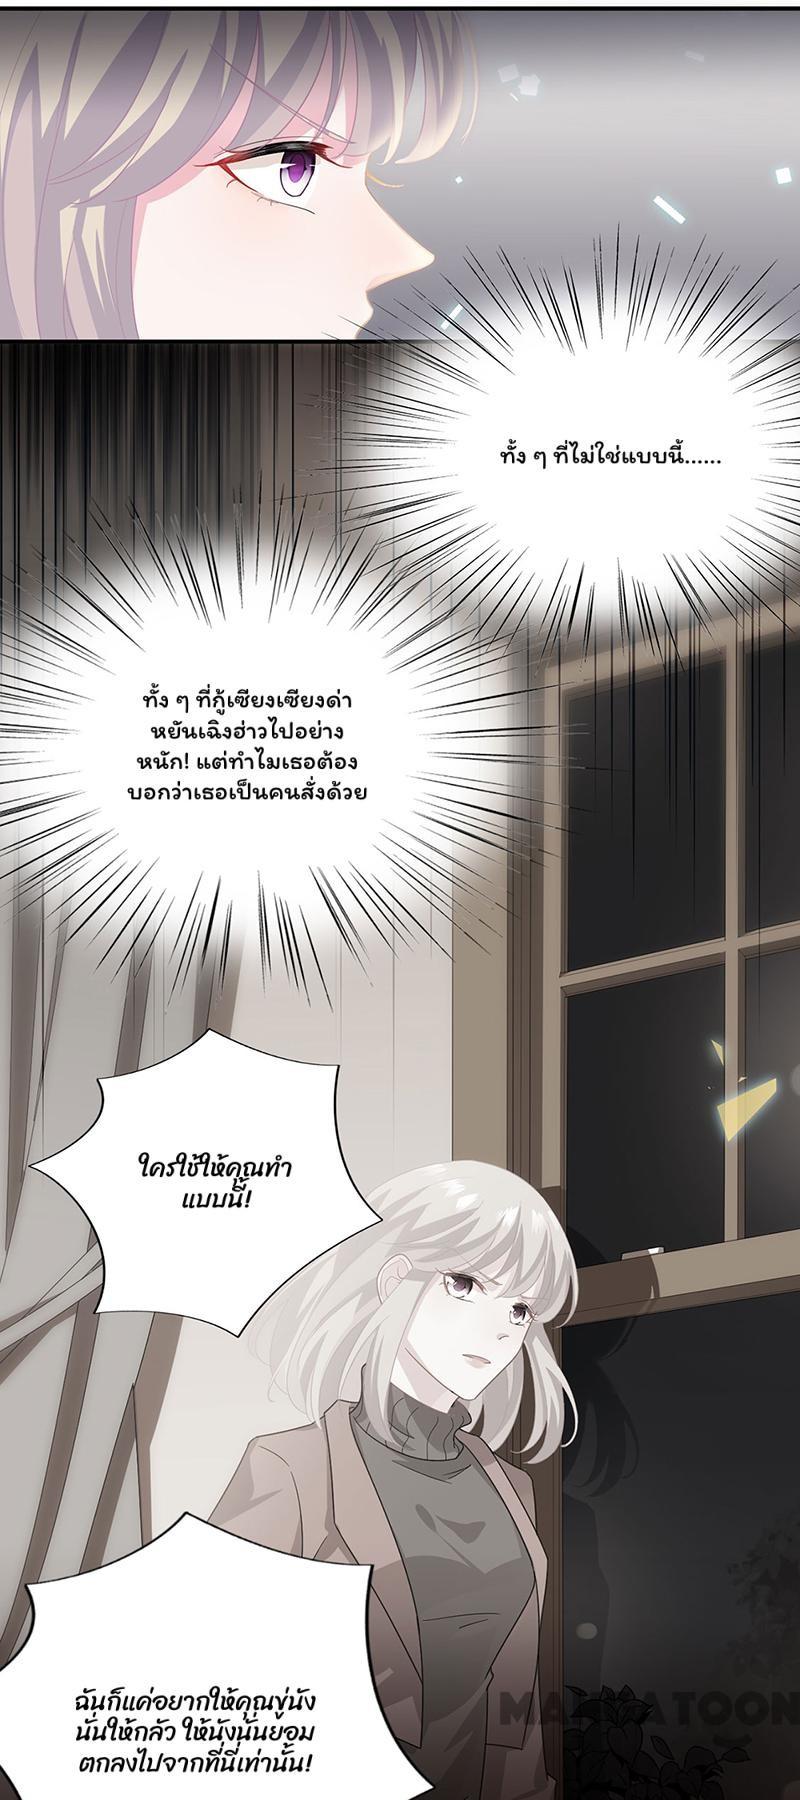 ทั้ง ๆ ที่ไม่ใช่แบบนี้......
ทั้ง ๆ ที่กู้เซียงเซียงด่า
หยันเฉิงฮ่าวไปอย่าง
หนัก! แต่ทำไมเธอต้อง
บอกว่าเธอเป็นคนสั่งด้วย
ใครใช้ให้คุณทำ
แบบนี้!
ฉันก็แค่อยากให้คุณขู่นัง
นั่นให้กลัว ให้นังนั่นยอม
ตกลงไปจากที่นี่เท่านั้น!
MANGATOON